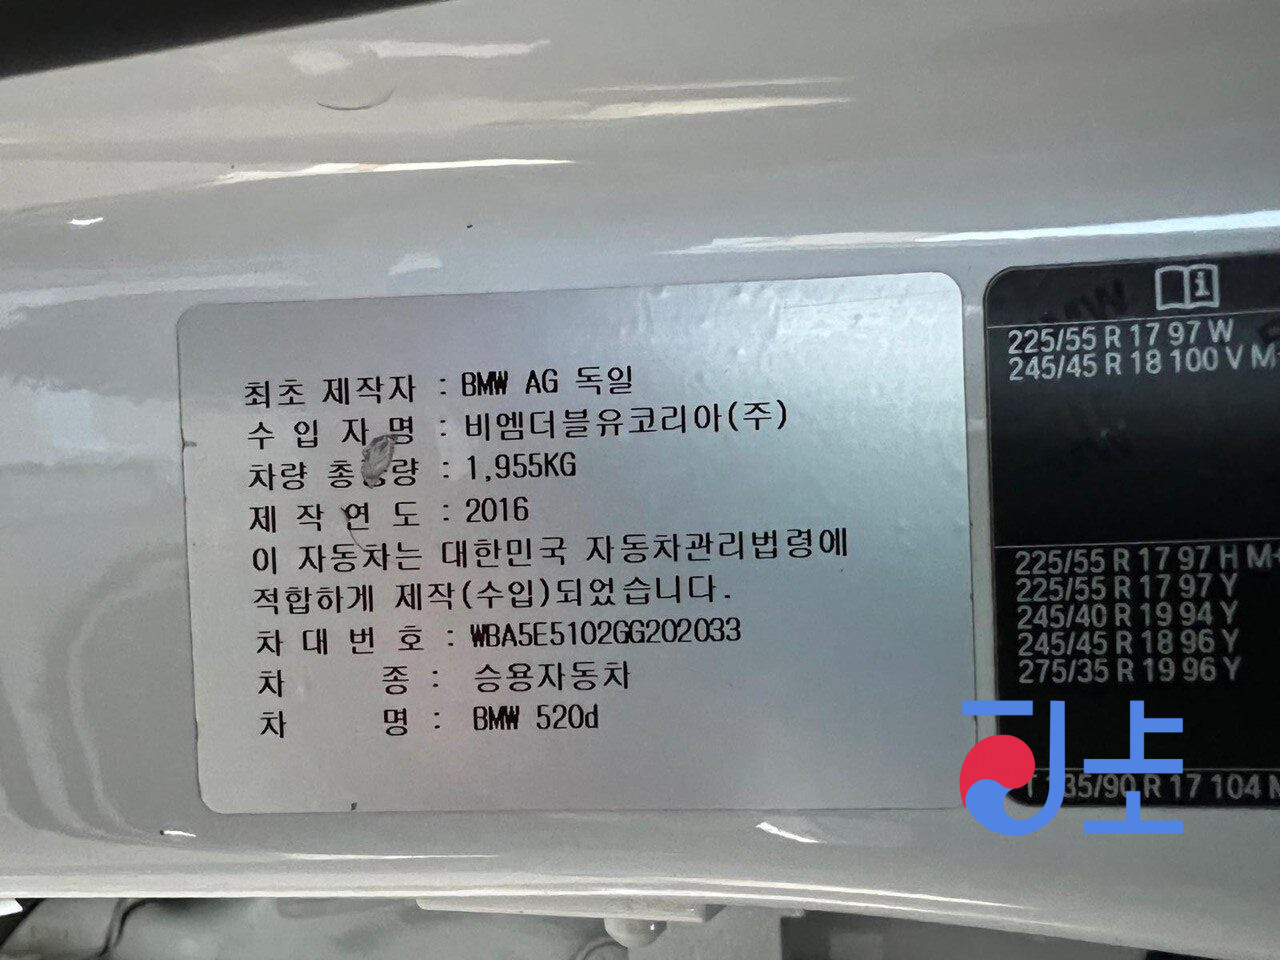 최초 제작자 : BMW AG 독일
수 입 자 명 : 비엠더블유코리아(주)
차량 총중량 : 1,955KG
제 작 연 도 : 2016
이 자동차는 대한민국 자동차관리법령에
적합하게 제작(수입)되었습니다.
차 대 번 호 : WBA5E5102GG202033
차 종 : 승용자동차
차 명 : BMW 520d
225/55 R 17 97 W
245/45 R 18 100 V M
225/55 R 17 97 H M
225/55 R 17 97 Y
245/40 R 19 94 Y
245/45 R 18 96 Y
275/35 R 19 96 Y
T 135/90 R 17 104 M